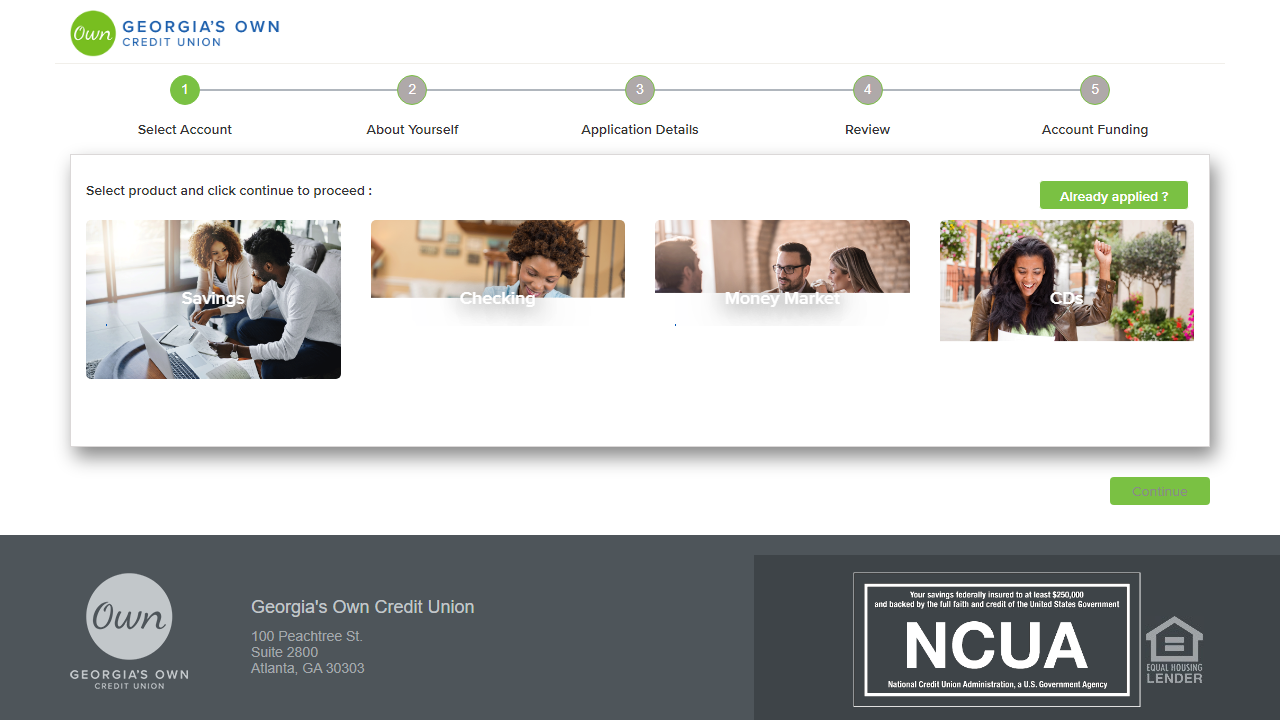 Own
GEORGIA'S OWN
CREDIT UNION
1
2
3
4
5
Select Account
About Yourself
Application Details
Review
Account Funding
Select product and click continue to proceed :
Already applied ?
Savings
Checking
Money Market
CDs
Continue
Own
GEORGIA'S OWN
CREDIT UNION
Georgia's Own Credit Union
100 Peachtree St.
Suite 2800
Atlanta, GA 30303
Your savings federally insured to at least $250,000
and backed by the full faith and credit of the United States Government
NCUA
National Credit Union Administration, a U.S. Government Agency
EQUAL HOUSING
LENDER